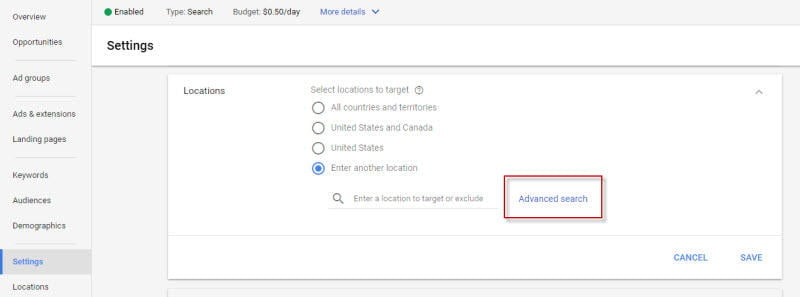 Overview
Opportunities
Ad groups
Ads & extensions
Landing pages
Keywords
Audiences
Demographics
Settings
Locations
Enabled Type: Search Budget: $0.50/day More details
Settings
Locations
Select locations to target
All countries and territories
United States and Canada
United States
Enter another location
Enter a location to target or exclude Advanced search
CANCEL SAVE